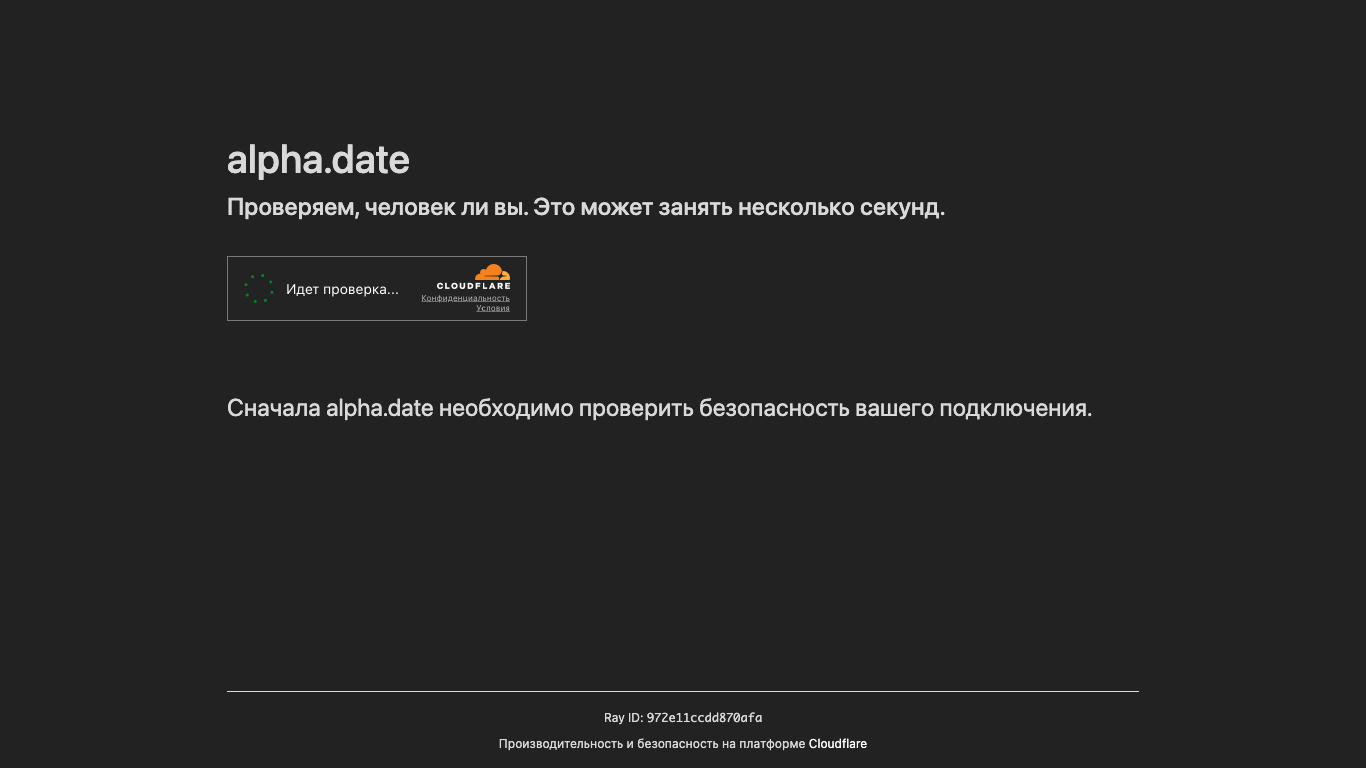 alpha.date
Проверяем, человек ли вы. Это может занять несколько секунд.
Идет проверка...
CLOUDFLARE
Конфиденциальность
Условия
Сначала alpha.date необходимо проверить безопасность вашего подключения.
Ray ID: 972e11ccdd870afa
Производительность и безопасность на платформе Cloudflare